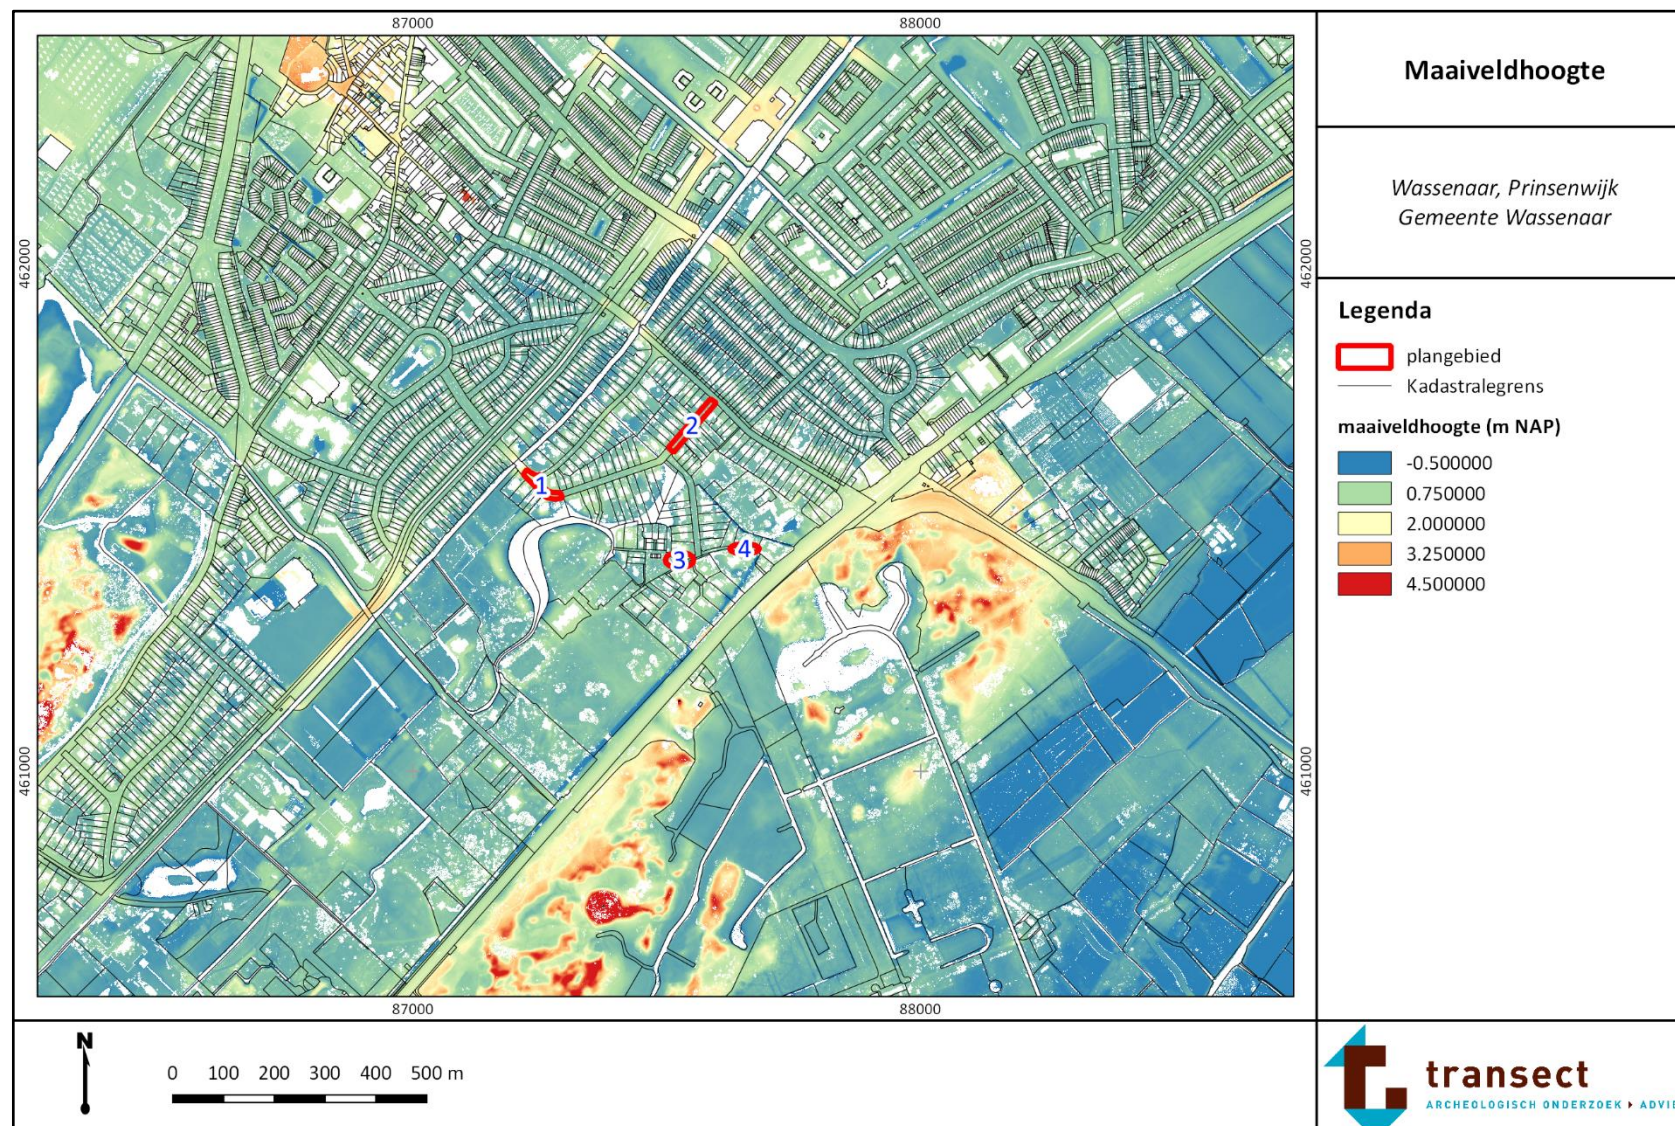 87000
88000
462000
462000
461000
461000
1
2
3
4
87000
88000
Maaiveldhoogte
Wassenaar, Prinsenwijk
Gemeente Wassenaar
Legenda
plangebied
Kadastralegrens
maaiveldhoogte (m NAP)
-0.500000
0.750000
2.000000
3.250000
4.500000
N
0 100 200 300 400 500 m
transect
ARCHEOLOGISCH ONDERZOEK ▸ ADVIE